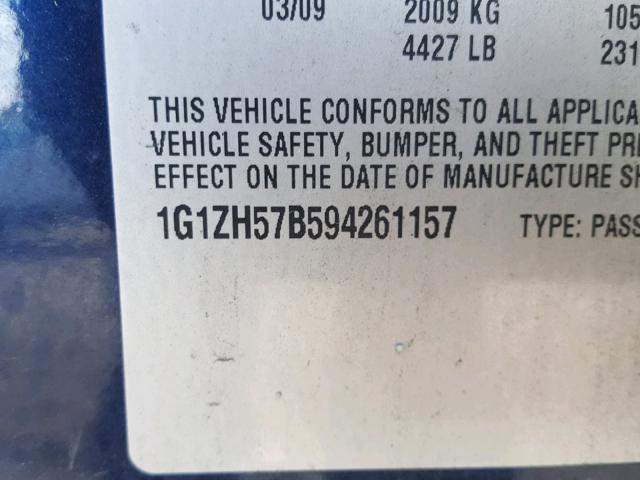 03/09 2009 KG 105
4427 LB 231
THIS VEHICLE CONFORMS TO ALL APPLICA
VEHICLE SAFETY, BUMPER, AND THEFT PRE
EFFECT ON THE DATE OF MANUFACTURE SH
1G1ZH57B594261157 TYPE: PASS